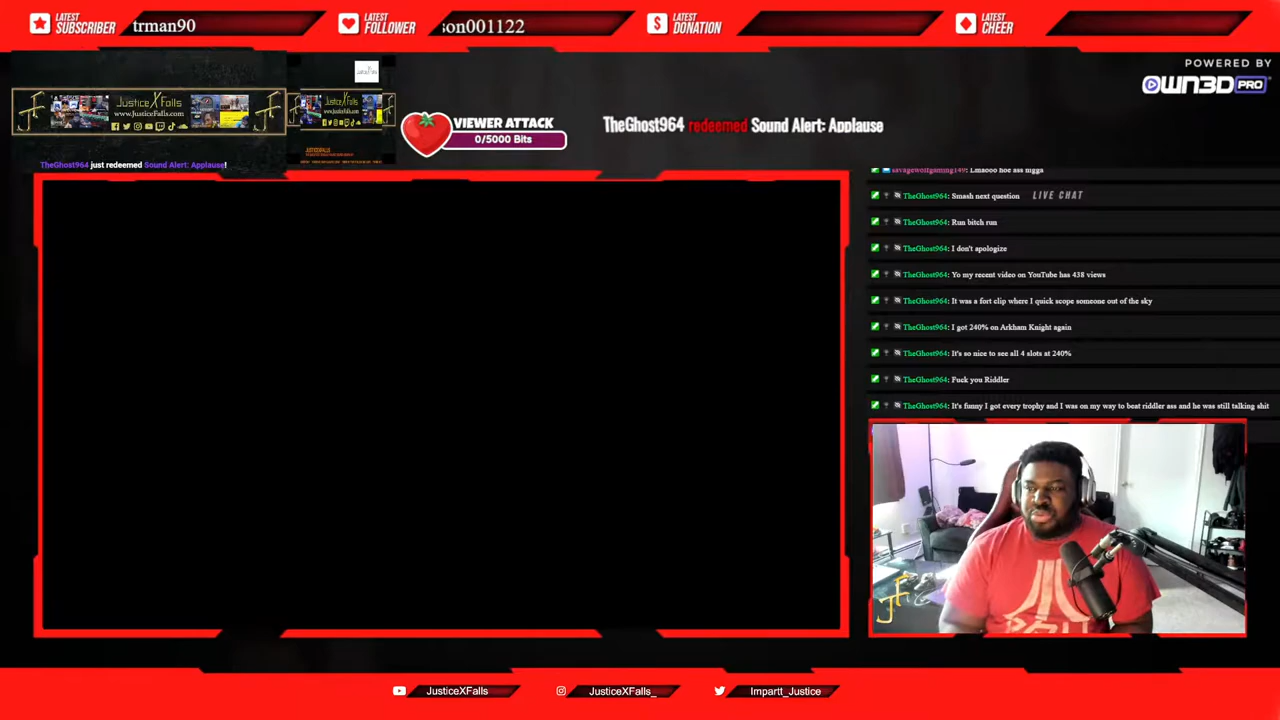 LATEST
SUBSCRIBER
trman90
LATEST
FOLLOWER
son001122
LATEST
DONATION
LATEST
CHEER
POWERED BY
OWN3D PRO
JusticeXFalls
www.JusticeXFalls.com
JusticeXFalls
VIEWER ATTACK
0/5000 Bits
TheGhost964 redeemed Sound Alert: Applause
TheGhost964 just redeemed Sound Alert: Applause!
savagewolfgaming149: Lmaooo hoe ass nigga
TheGhost964: Smash next question
LIVE CHAT
TheGhost964: Run bitch run
TheGhost964: I don't apologize
TheGhost964: Yo my recent video on YouTube has 438 views
TheGhost964: It was a fort clip where I quick scope someone out of the sky
TheGhost964: I got 240% on Arkham Knight again
TheGhost964: It's so nice to see all 4 slots at 240%
TheGhost964: Fuck you Riddler
TheGhost964: It's funny I got every trophy and I was on my way to beat riddler ass and he was still talking shit
JF
JusticeXFalls
JusticeXFalls_
Impartt_Justice